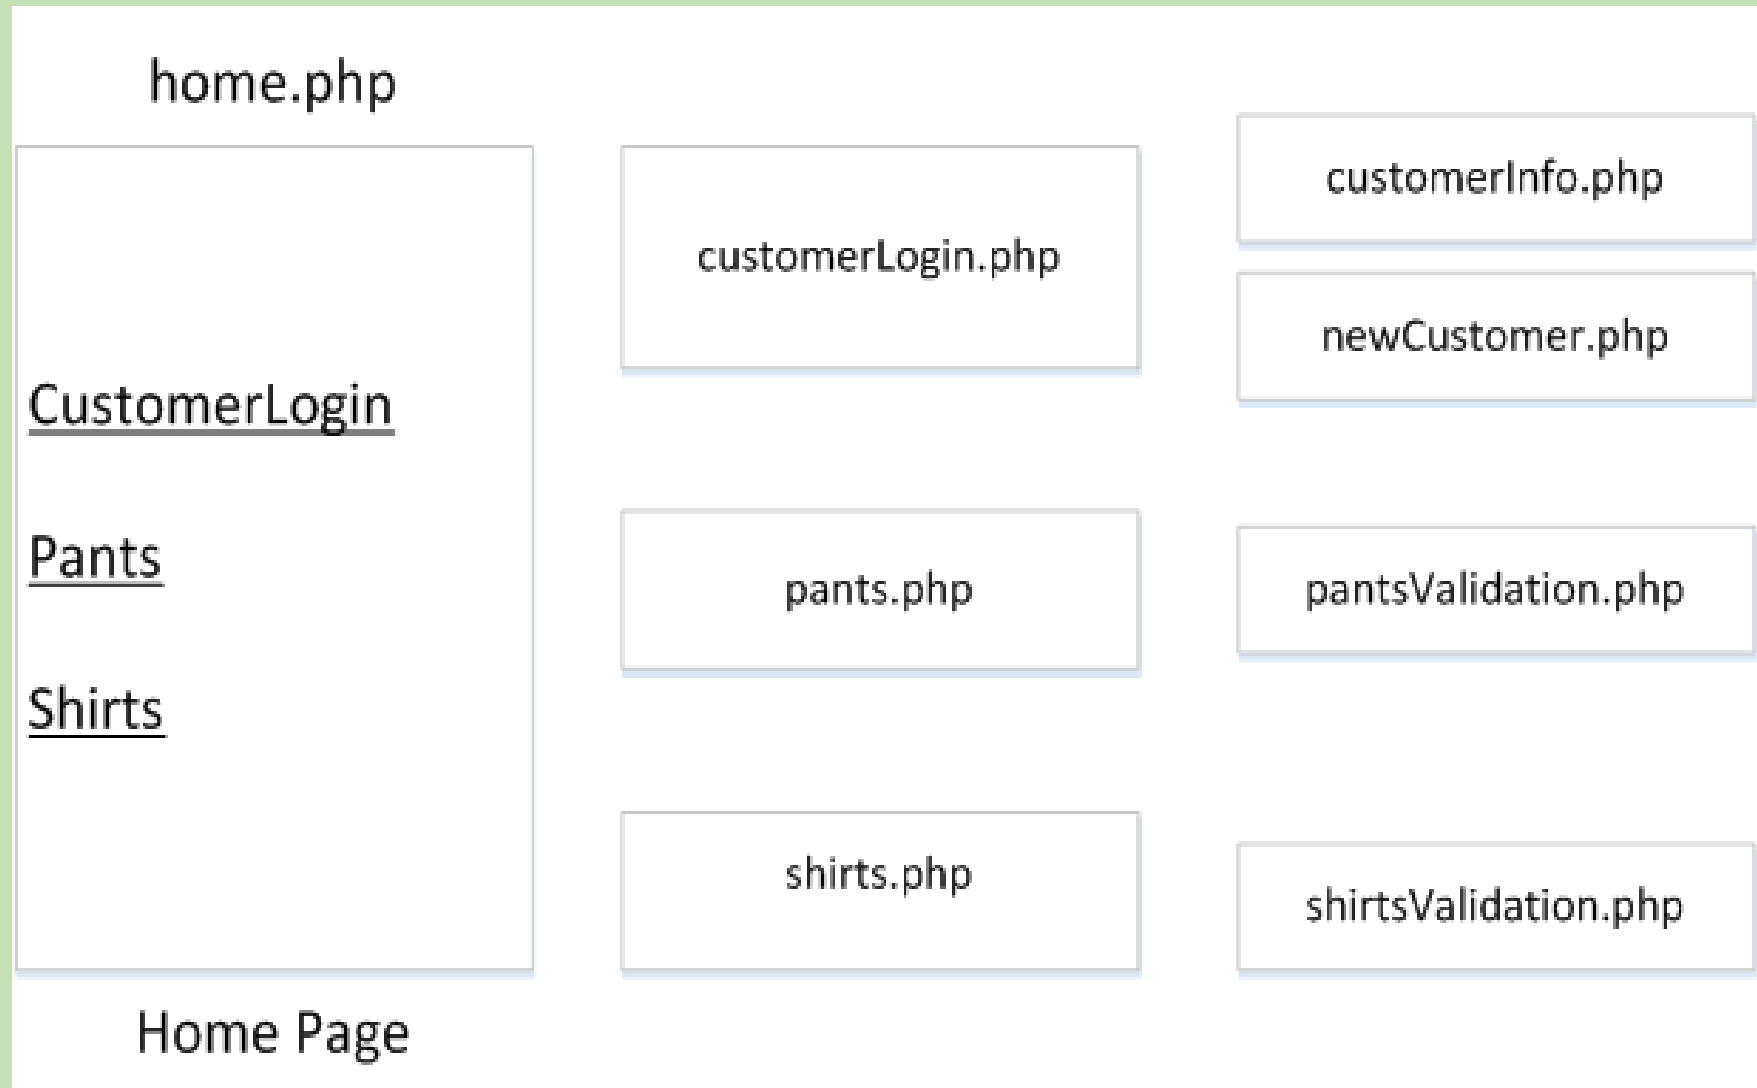 home.php
CustomerLogin
Pants
Shirts
Home Page
customerLogin.php
pants.php
shirts.php
customerInfo.php
newCustomer.php
pantsValidation.php
shirtsValidation.php